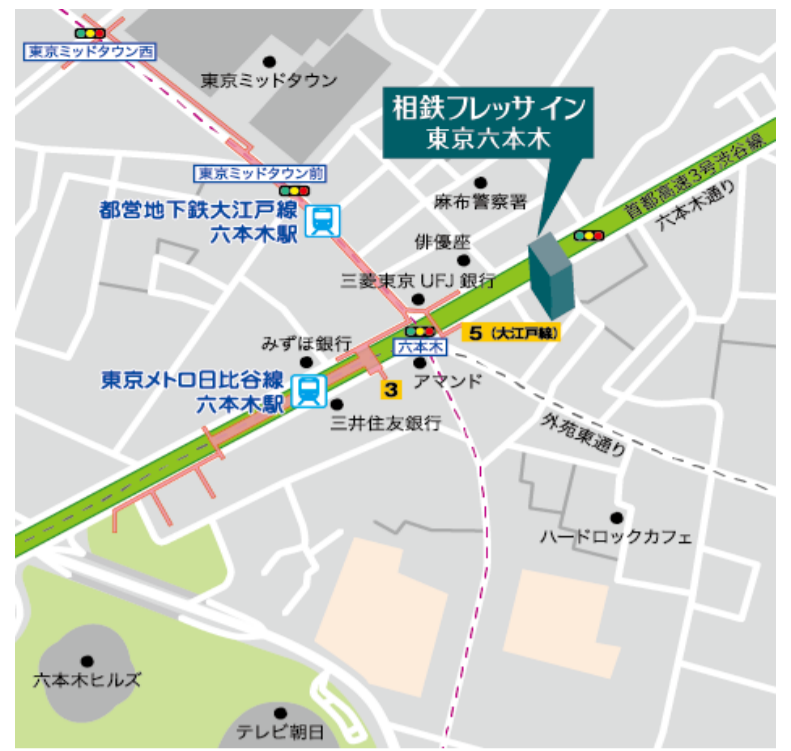 東京ミッドタウン西
東京ミッドタウン
相鉄フレッサイン
東京六本木
首都高速3号渋谷線
六本木通り
東京ミッドタウン前
麻布警察署
都営地下鉄大江戸線
六本木駅
俳優座
三菱東京UFJ銀行
5(大江戸線)
みずほ銀行
六本木
東京メトロ日比谷線
六本木駅
3
アマンド
三井住友銀行
外苑東通り
ハードロックカフェ
六本木ヒルズ
テレビ朝日